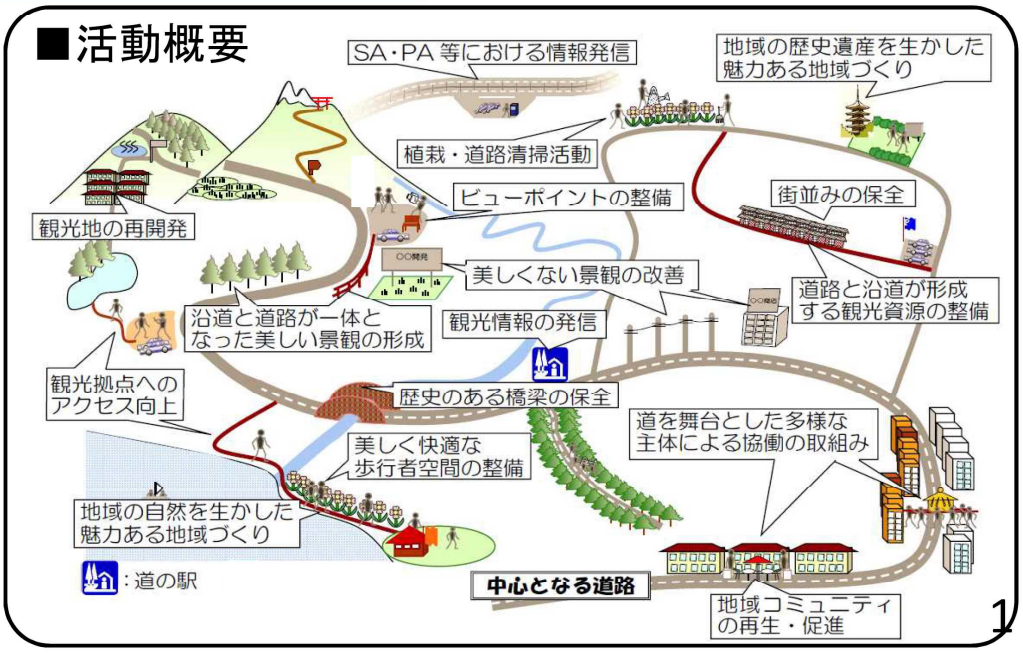 ■活動概要
SA・PA 等における情報発信
地域の歴史遺産を生かした
魅力ある地域づくり
植栽・道路清掃活動
ビューポイントの整備
街並みの保全
観光地の再開発
○○開発
美しくない景観の改善
道路と沿道が形成
する観光資源の整備
沿道と道路が一体と
なった美しい景観の形成
観光情報の発信
観光拠点への
アクセス向上
歴史のある橋梁の保全
道を舞台とした多様な
主体による協働の取組み
美しく快適な
歩行者空間の整備
地域の自然を生かした
魅力ある地域づくり
:道の駅
中心となる道路
地域コミュニティ
の再生・促進
1